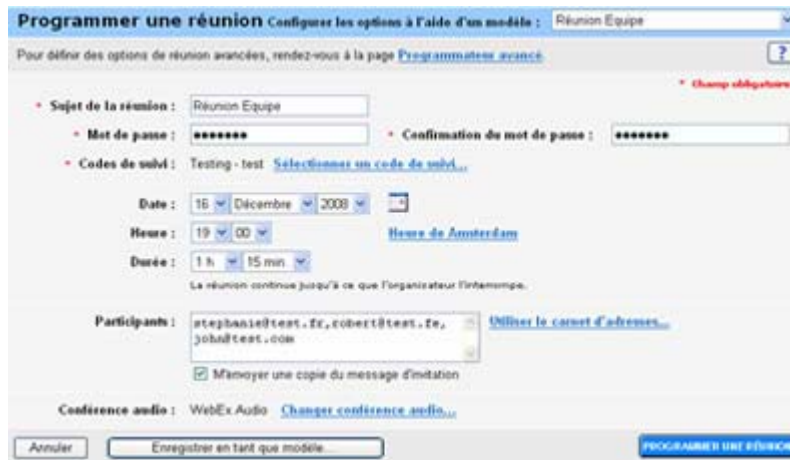 Programmer une réunion Configurer les options à l'aide d'un modèle : Réunion Equipe
Pour définir des options de réunion avancées, rendez-vous à la page Programmateur avancé. ?
* Champ obligatoire
* Sujet de la réunion : Réunion Equipe
* Mot de passe : ●●●●●●● * Confirmation du mot de passe : ●●●●●●●
* Codes de suivi : Testing - test Sélectionner un code de suivi...
Date : 16 Décembre 2008
Heure : 19 00 Heure de Amsterdam
Durée : 1 h 15 min
La réunion continue jusqu'à ce que l'organisateur l'interrompe.
Participants : stephanie@test.fr,robert@test.fe, Utiliser le carnet d'adresses...
john@test.com
M'envoyer une copie du message d'invitation
Conférence audio : WebEx Audio Changer conférence audio...
Annuler Enregistrer en tant que modèle... PROGRAMMER UNE RÉUNION